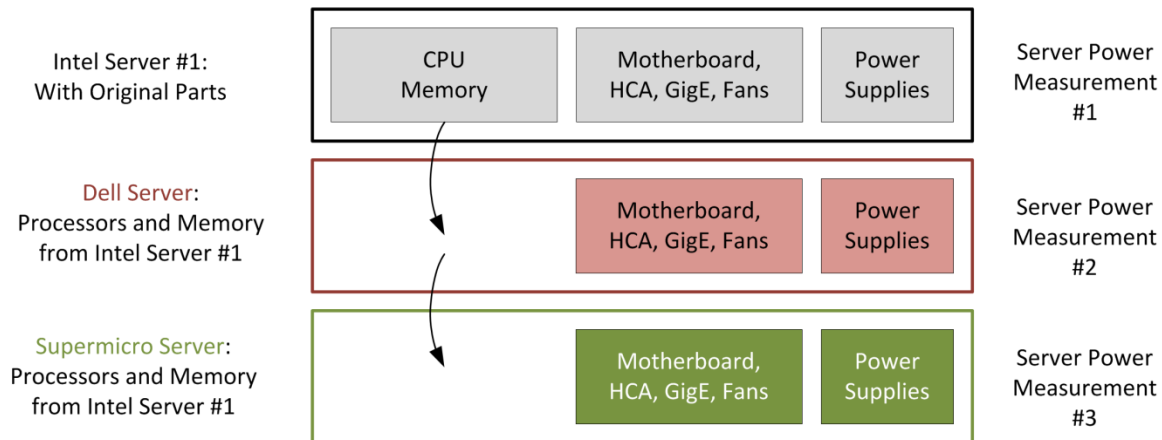 Intel Server #1:
With Original Parts
CPU
Memory
Motherboard,
HCA, GigE, Fans
Power
Supplies
Server Power
Measurement
#1
Dell Server:
Processors and Memory
from Intel Server #1
Motherboard,
HCA, GigE, Fans
Power
Supplies
Server Power
Measurement
#2
Supermicro Server:
Processors and Memory
from Intel Server #1
Motherboard,
HCA, GigE, Fans
Power
Supplies
Server Power
Measurement
#3